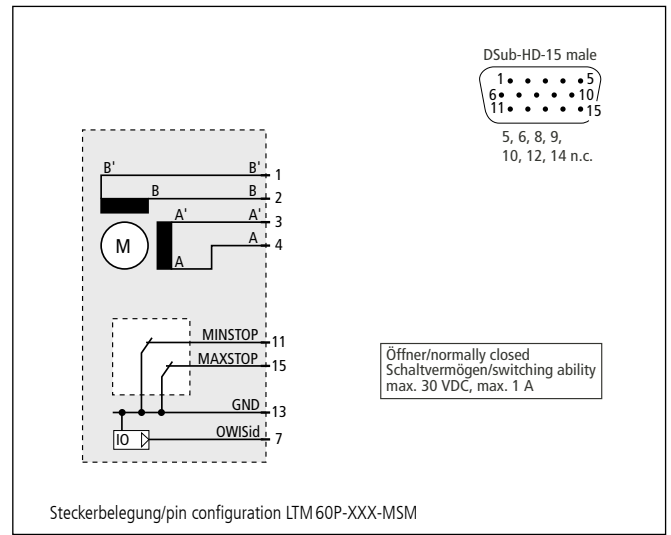 DSub-HD-15 male
1 5
6 10
11 15
5, 6, 8, 9,
10, 12, 14 n.c.
B' B' 1
B B 2
A' A' 3
M A 4
A
MINSTOP 11
MAXSTOP 15
GND 13
IO OWISid 7
Öffner/normally closed
Schaltvermögen/switching ability
max. 30 VDC, max. 1 A
Steckerbelegung/pin configuration LTM60P-XXX-MSM